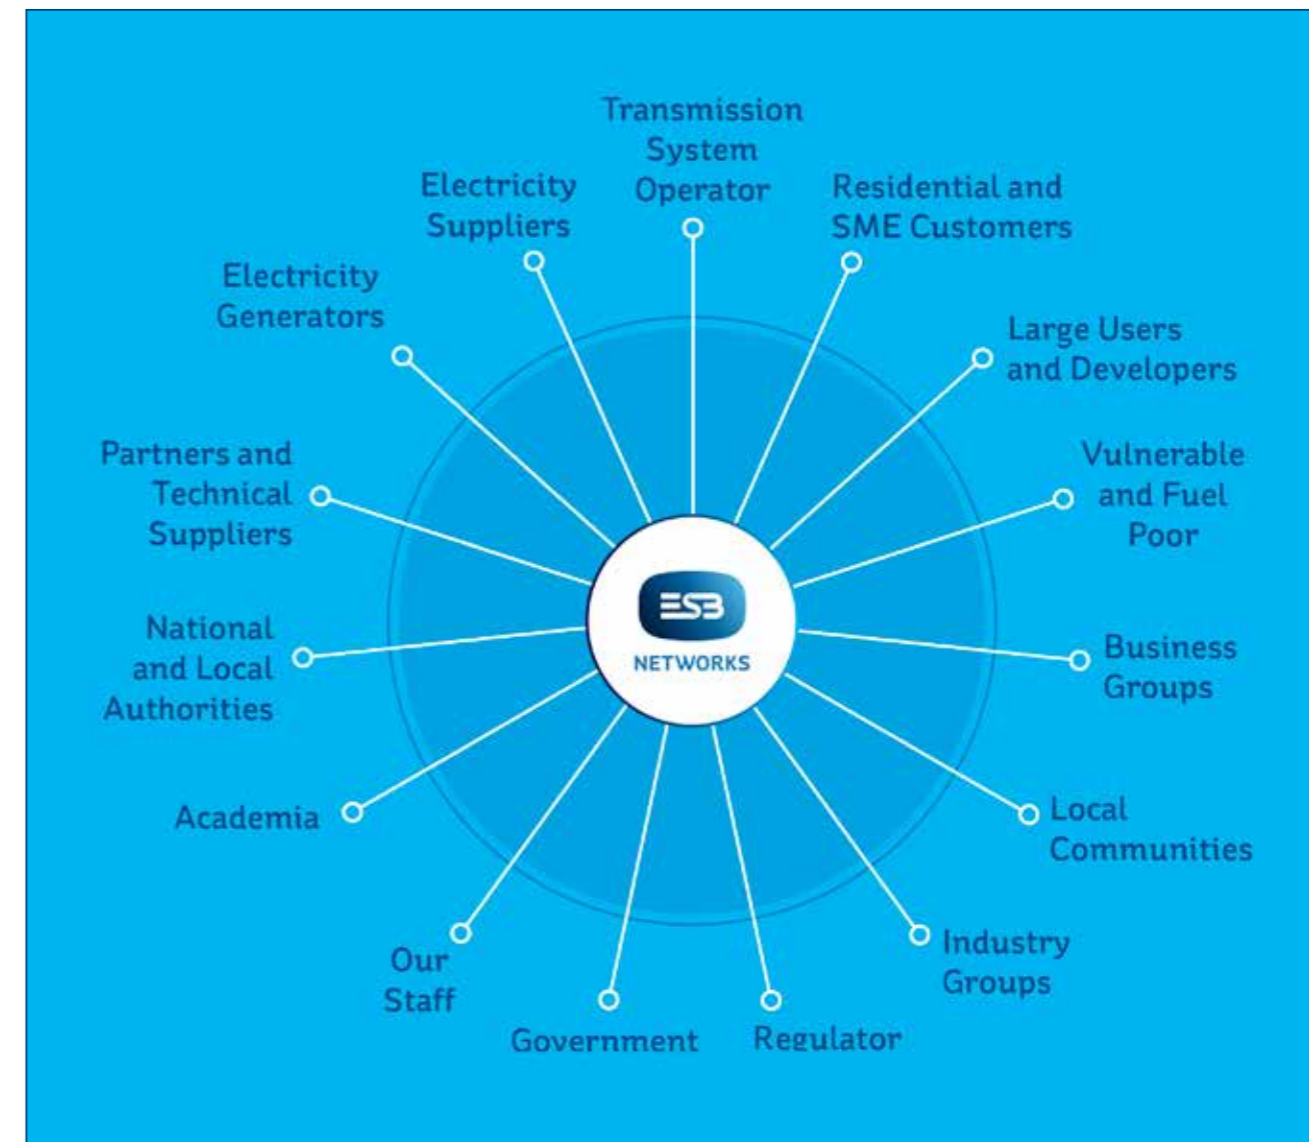 Transmission
System
Operator
Residential and
SME Customers
Large Users
and Developers
Vulnerable
and Fuel
Poor
Business
Groups
Local
Communities
Industry
Groups
Regulator
Government
Our
Staff
Academia
National
and Local
Authorities
Partners and
Technical
Suppliers
Electricity
Generators
Electricity
Suppliers
ESB
NETWORKS